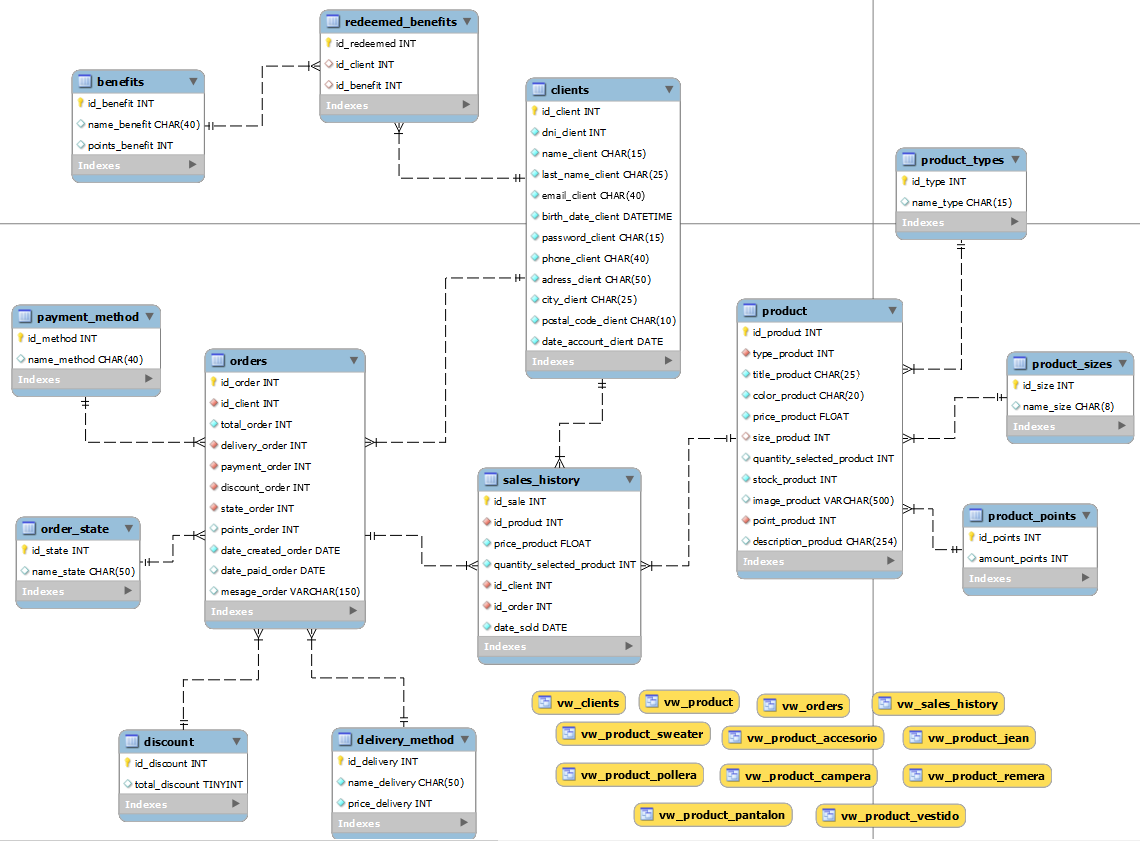 redeemed_benefits
id_redeemed INT
id_client INT
id_benefit INT
Indexes
benefits
id_benefit INT
name_benefit CHAR(40)
points_benefit INT
Indexes
clients
id_client INT
dni_client INT
name_client CHAR(15)
last_name_client CHAR(25)
email_client CHAR(40)
birth_date_client DATETIME
password_client CHAR(15)
phone_client CHAR(40)
adress_client CHAR(50)
city_client CHAR(25)
postal_code_client CHAR(10)
date_account_client DATE
Indexes
product_types
id_type INT
name_type CHAR(15)
Indexes
payment_method
id_method INT
name_method CHAR(40)
Indexes
orders
id_order INT
id_client INT
total_order INT
delivery_order INT
payment_order INT
discount_order INT
state_order INT
points_order INT
date_created_order DATE
date_paid_order DATE
mesage_order VARCHAR(150)
Indexes
product
id_product INT
type_product INT
title_product CHAR(25)
color_product CHAR(20)
price_product FLOAT
size_product INT
quantity_selected_product INT
stock_product INT
image_product VARCHAR(500)
point_product INT
description_product CHAR(254)
Indexes
product_sizes
id_size INT
name_size CHAR(8)
Indexes
sales_history
id_sale INT
id_product INT
price_product FLOAT
quantity_selected_product INT
id_client INT
id_order INT
date_sold DATE
Indexes
product_points
id_points INT
amount_points INT
Indexes
order_state
id_state INT
name_state CHAR(50)
Indexes
discount
id_discount INT
total_discount TINYINT
Indexes
delivery_method
id_delivery INT
name_delivery CHAR(50)
price_delivery INT
Indexes
vw_clients
vw_product
vw_orders
vw_sales_history
vw_product_sweater
vw_product_accesorio
vw_product_jean
vw_product_pollera
vw_product_campera
vw_product_remera
vw_product_pantalon
vw_product_vestido